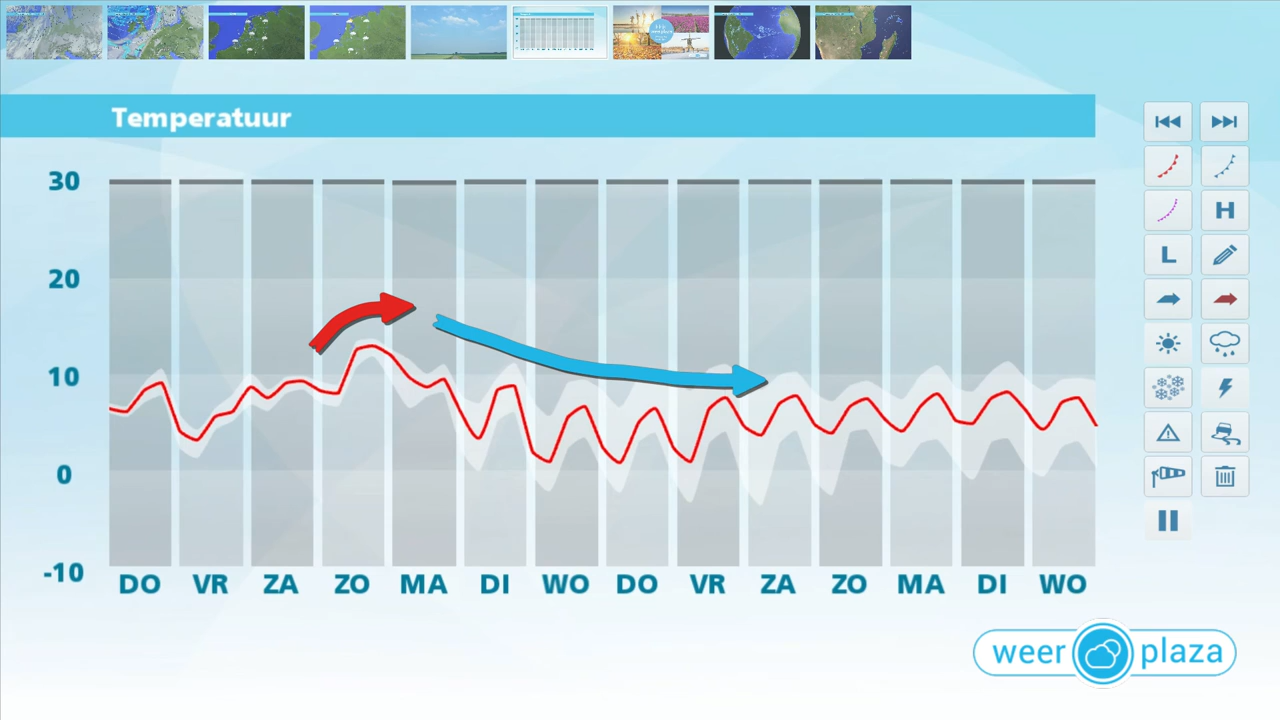 Temperatuur
30
20
10
0
-10
DO VR ZA ZO MA DI WO DO VR ZA ZO MA DI WO
H
L
weer plaza